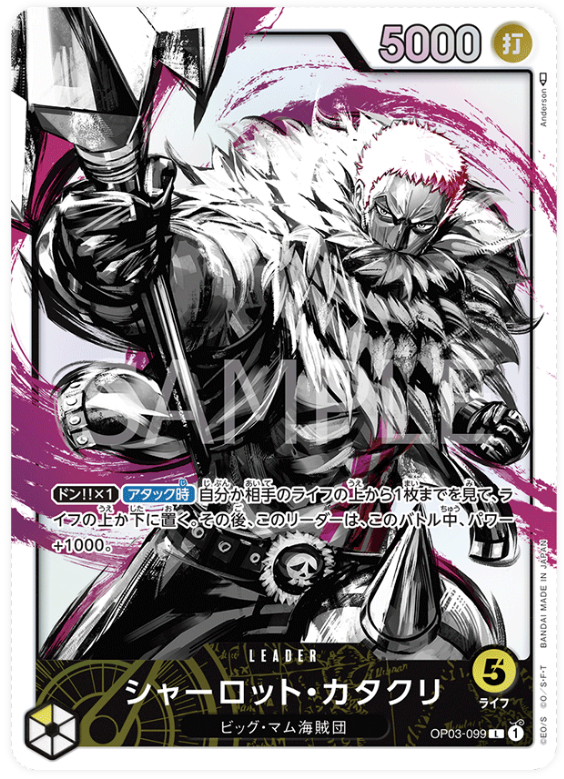 5000 打
Anderson
SAMPLE
ドン!!×1 アタック時 自分か相手のライフの上から1枚までを見て、ラ
イフの上か下に置く。その後、このリーダーは、このバトル中、パワー
+1000。
©E.O/S ©O/S・F・T BANDAI MADE IN JAPAN
LEADER
シャーロット・カタクリ
5
ライフ
ビッグ・マム海賊団
OP03-099 L 1